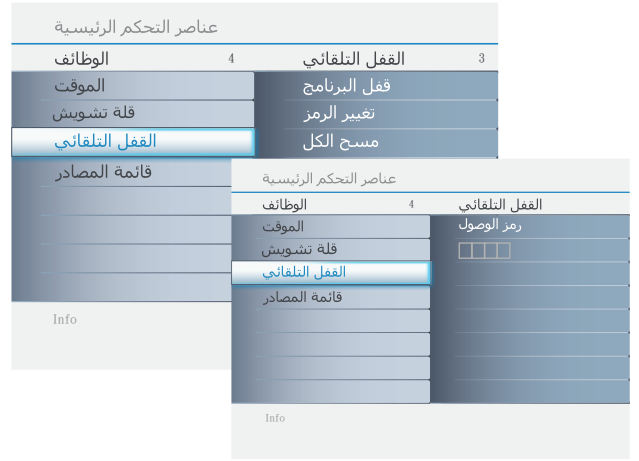 عناصر التحكم الرئيسية
الوظائف 4 القفل التلقائي 3
الموقت قفل البرنامج
قلة تشويش تغيير الرمز
القفل التلقائي مسح الكل
قائمة المصادر
Info
عناصر التحكم الرئيسية
الوظائف 4 القفل التلقائي
الموقت رمز الوصول
قلة تشويش
القفل التلقائي
قائمة المصادر
Info